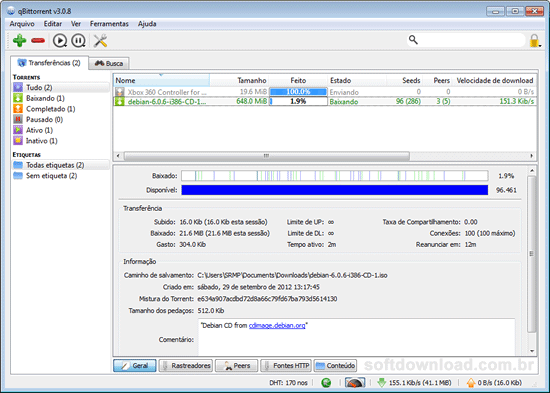 qBittorrent v3.0.8
Arquivo Editar Ver Ferramentas Ajuda
Transferências (2) Busca
TORRENTS
Tudo (2)
Baixando (1)
Completado (1)
Pausado (0)
Ativo (1)
Inativo (1)
ETIQUETAS
Todas etiquetas (2)
Sem etiqueta (2)
Nome Tamanho Feito Estado Seeds Peers Velocidade de download
Xbox 360 Controller for ... 19.6 MiB 100.0% Enviando 0 0 0 B/s
debian-6.0.6-i386-CD-1... 648.0 MiB 1.9% Baixando 96 (286) 3 (5) 151.3 Kib/s
Baixado: 1.9%
Disponível: 96.461
Transferência
Subido: 16.0 Kib (16.0 Kib esta sessão) Limite de UP: ∞ Taxa de Compartilhamento: 0.00
Baixado: 21.6 MiB (21.6 MiB esta sessão) Limite de DL: ∞ Conexões: 100 (100 máximo)
Gasto: 304.0 Kib Tempo ativo: 2m Reanunciar em: 12m
Informação
Caminho de salvamento: C:\Users\SRMP\Documents\Downloads\debian-6.0.6-i386-CD-1.iso
Criado em: sábado, 29 de setembro de 2012 13:17:45
Mistura do Torrent: e634a907acdbd72d8a66c79fd67ba793d5614130
Tamanho dos pedaços: 512.0 Kib
Comentário: "Debian CD from cdimage.debian.org"
Geral Rastreadores Peers Fontes HTTP Conteúdo
softdownload.com.br
DHT: 170 nos 155.1 Kib/s (41.1 MiB) 0 B/s (16.0 Kib)